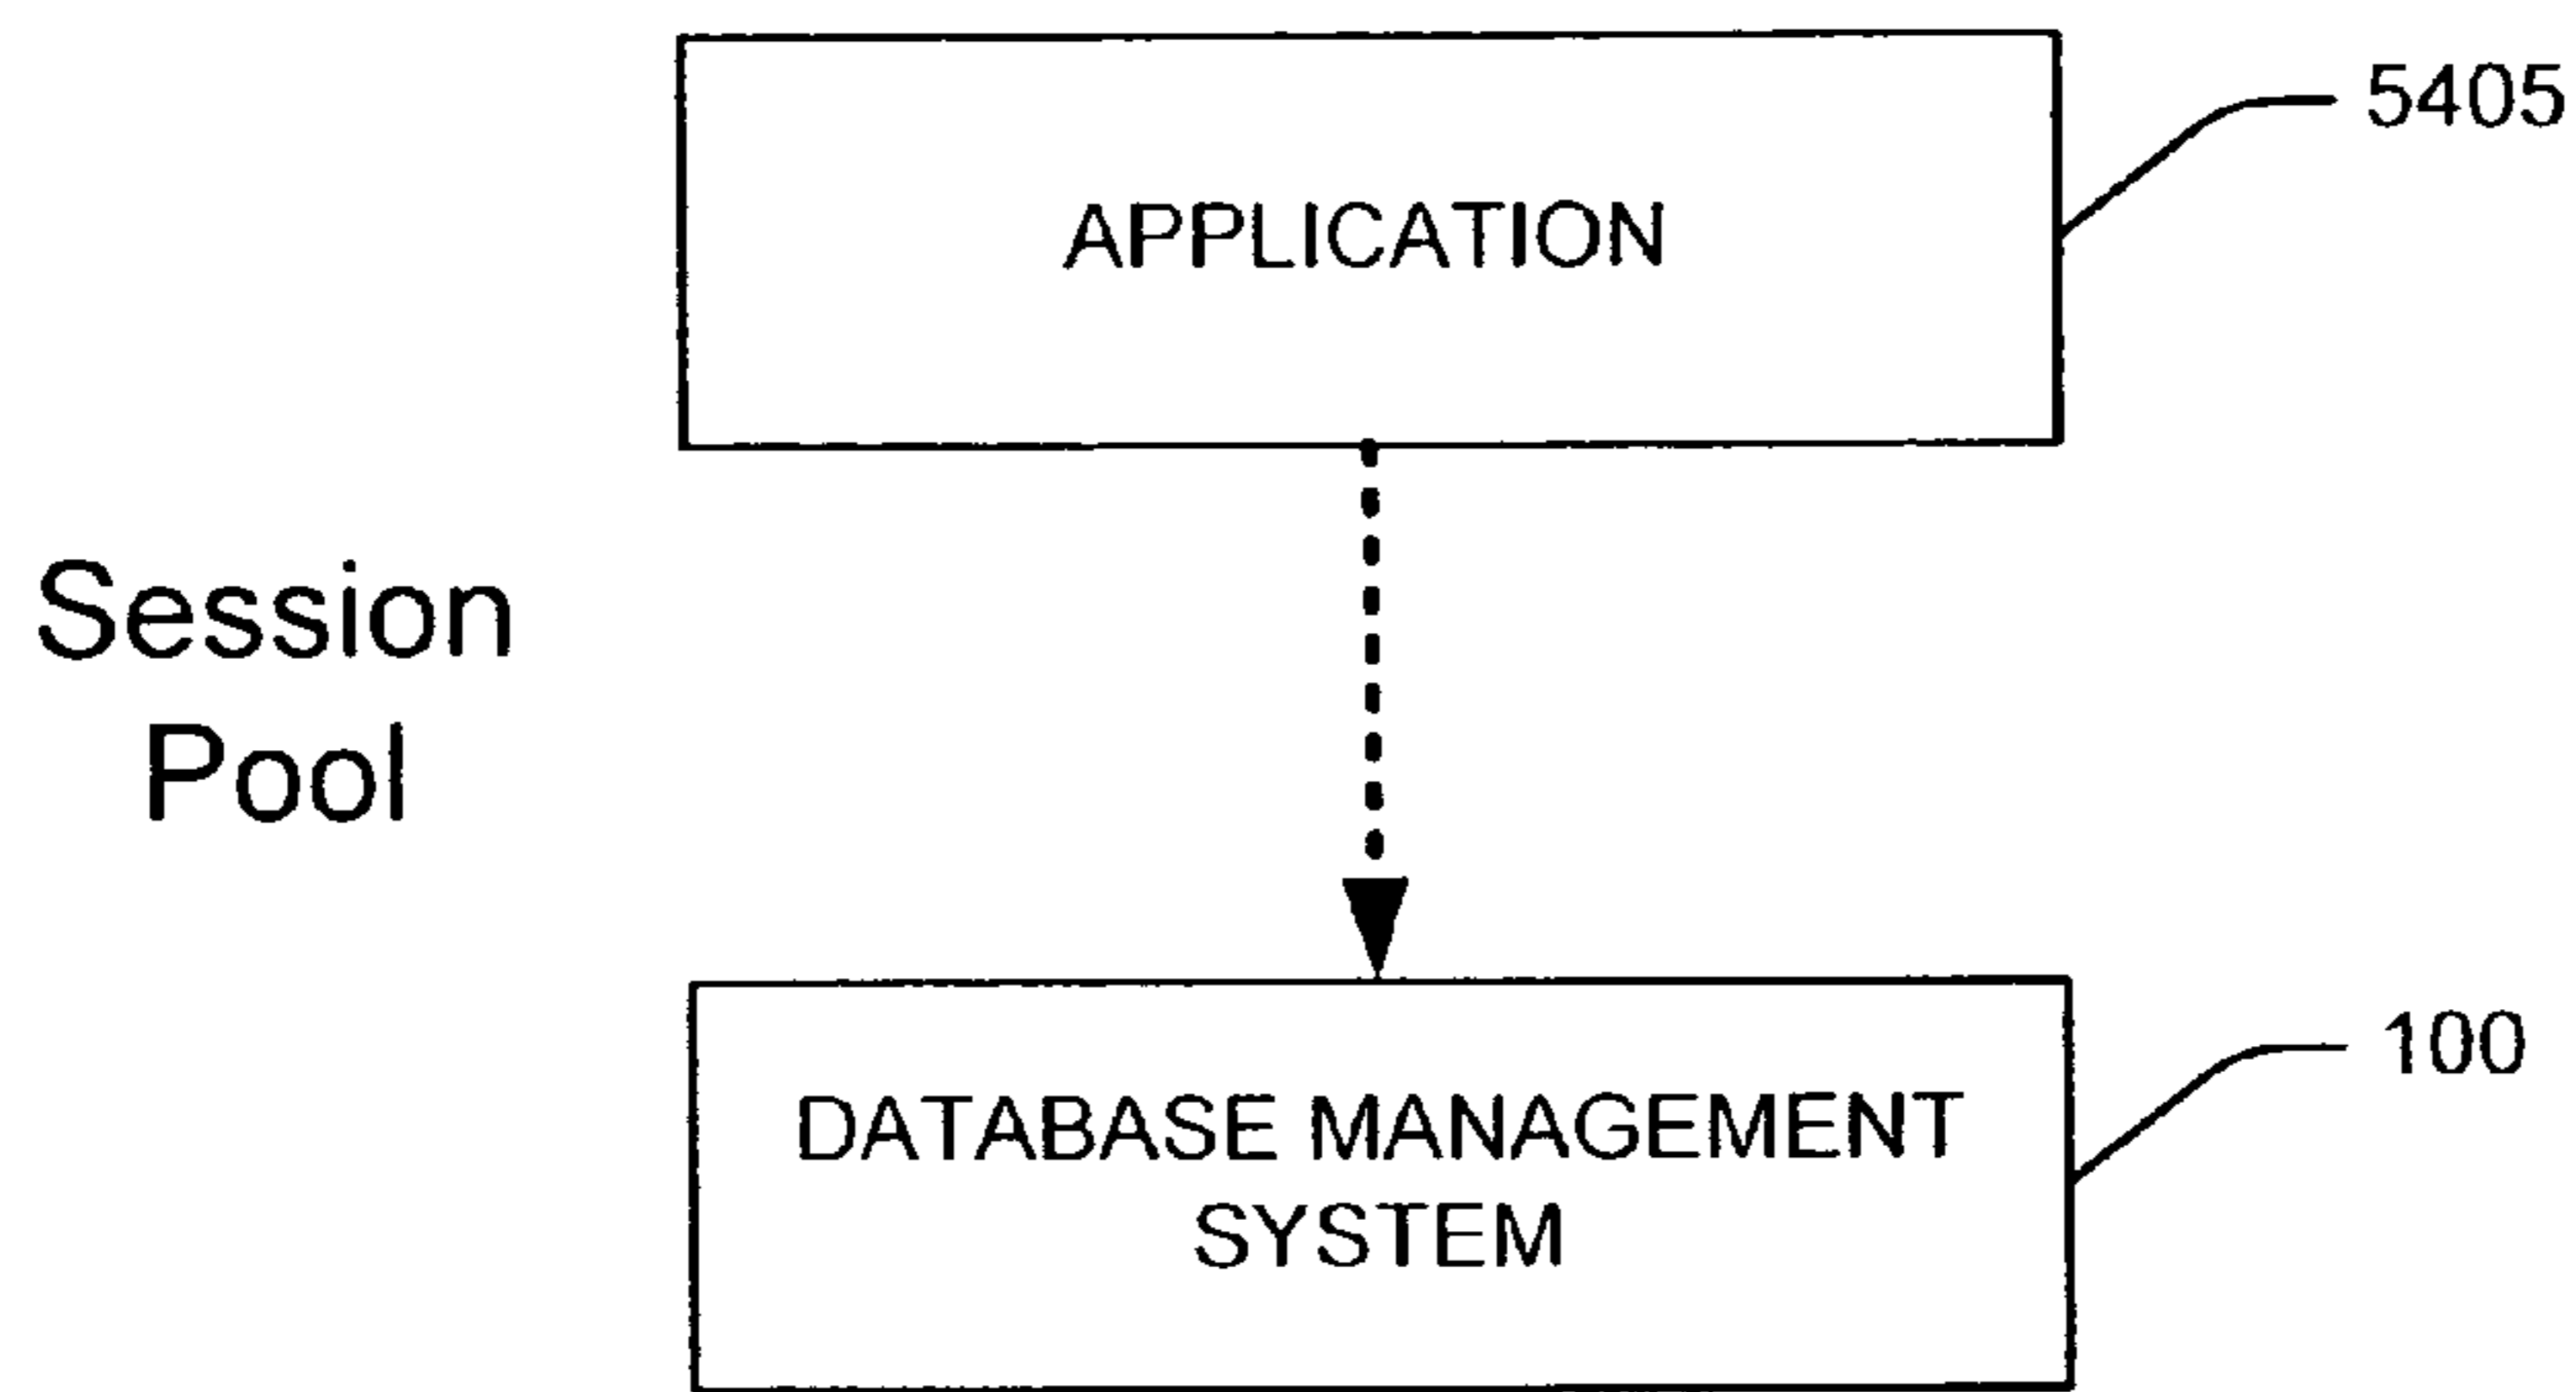 APPLICATION
5405
Session
Pool
DATABASE MANAGEMENT
SYSTEM
100